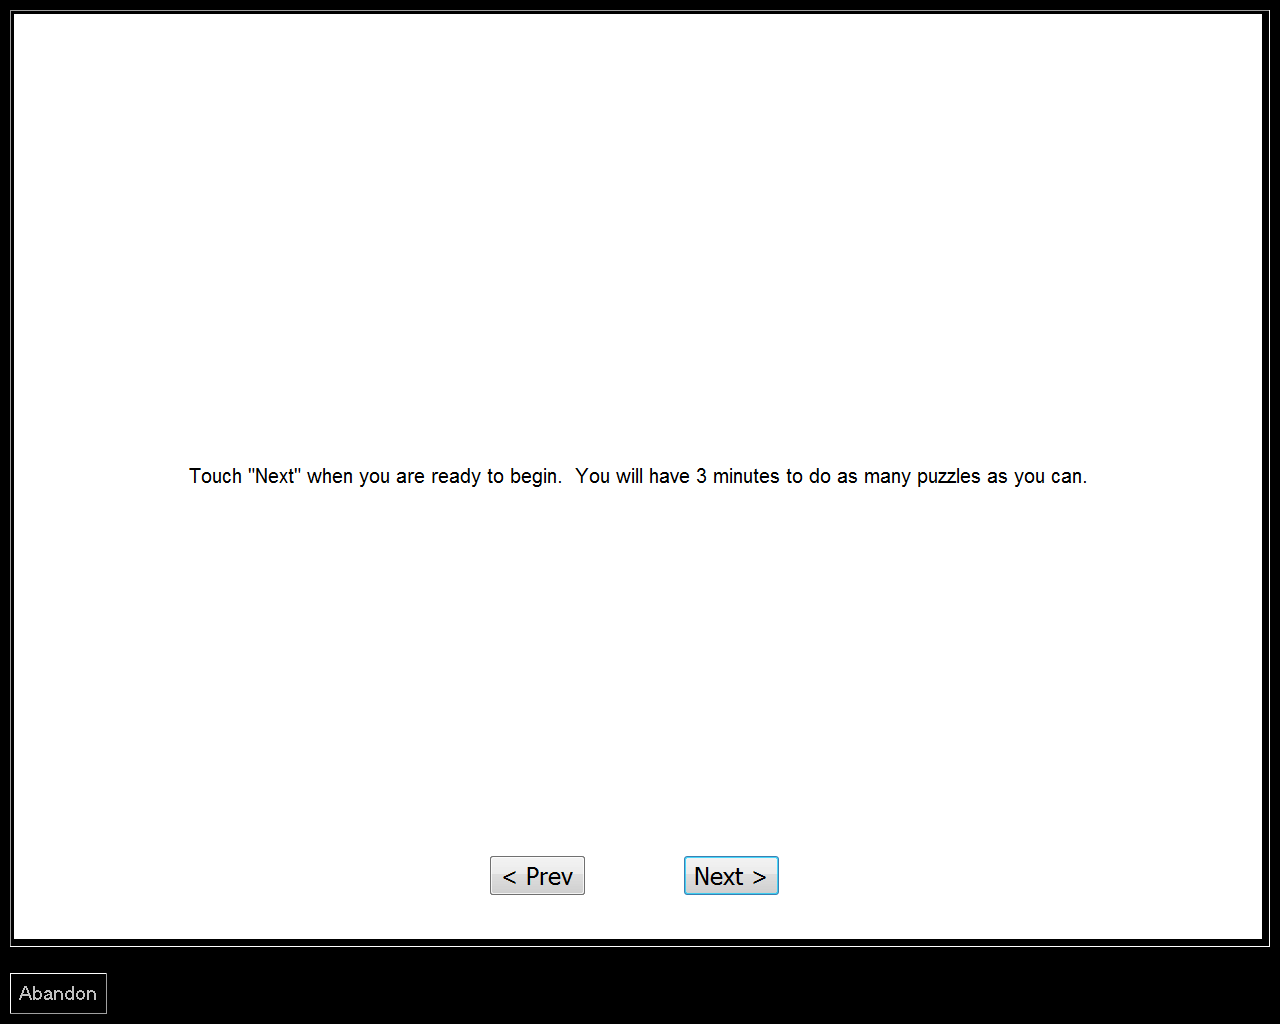 Touch "Next" when you are ready to begin.  You will have 3 minutes to do as many puzzles as you can.
< Prev
Next >
Abandon